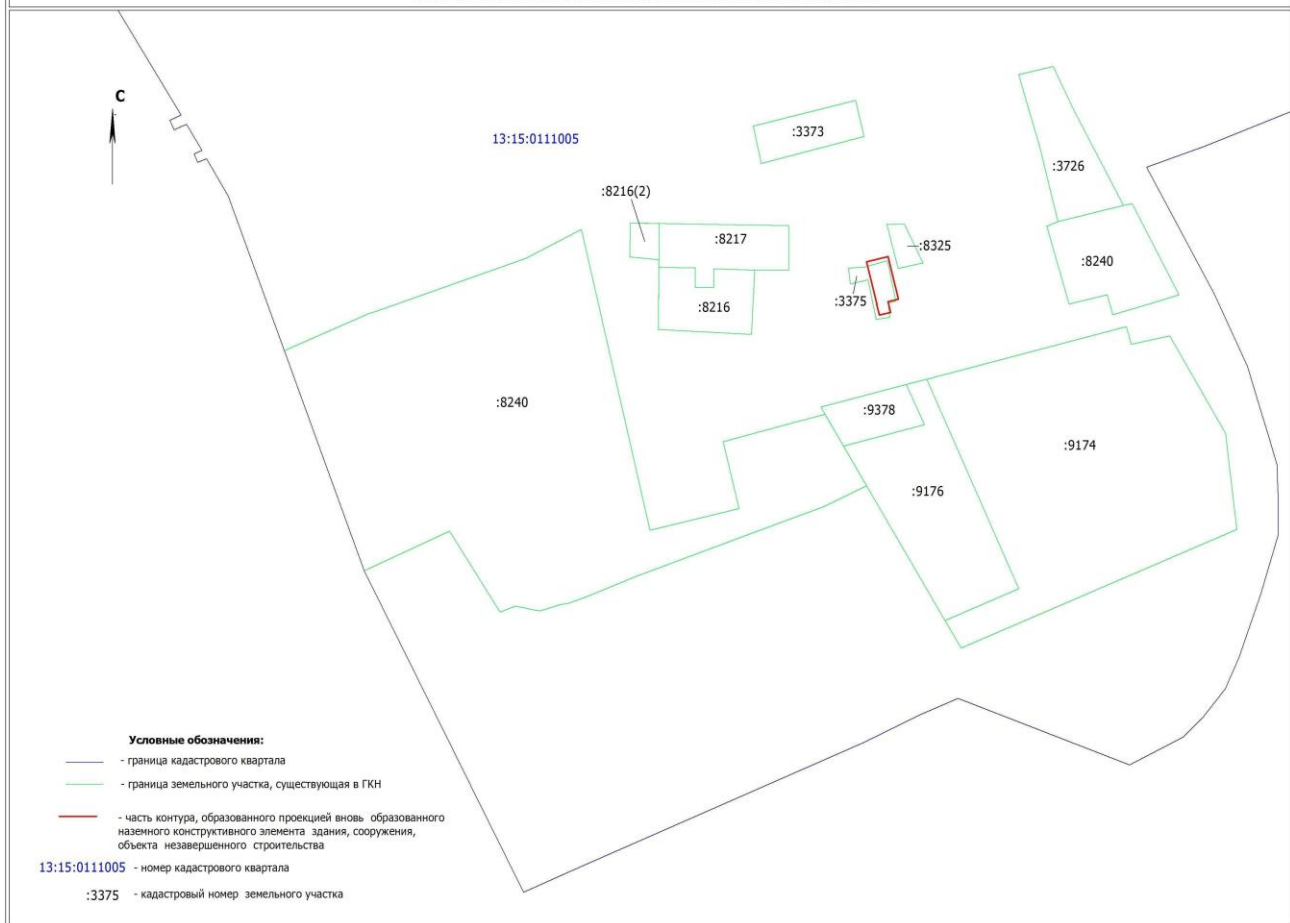 С
13:15:0111005
:3373
:3726
:8216(2)
:8217
:8325
:8240
:3375
:8216
:8240
:9378
:9174
:9176
Условные обозначения:
- граница кадастрового квартала
- граница земельного участка, существующая в ГКН
- часть контура, образованного проекцией вновь образованного
наземного конструктивного элемента здания, сооружения,
объекта незавершенного строительства
13:15:0111005 - номер кадастрового квартала
:3375 - кадастровый номер земельного участка